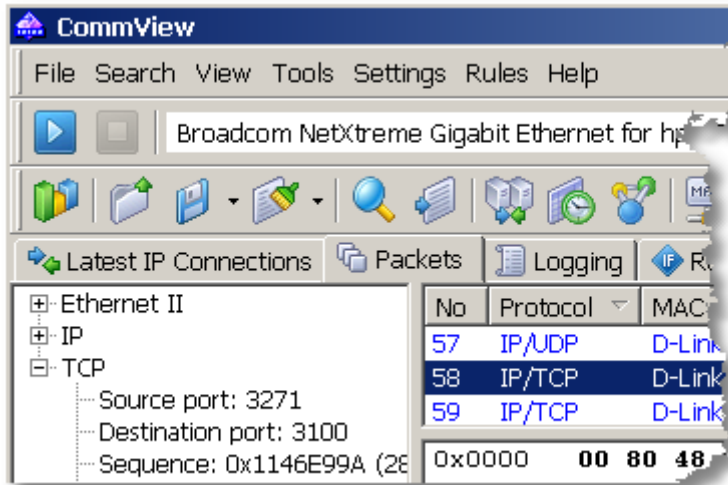 CommView
File Search View Tools Settings Rules Help
Broadcom NetXtreme Gigabit Ethernet for hp
Latest IP Connections Packets Logging
Ethernet II
IP
TCP
Source port: 3271
Destination port: 3100
Sequence: 0x1146E99A (28
No Protocol MAC
57 IP/UDP D-Link
58 IP/TCP D-Link
59 IP/TCP D-Link
0x0000 00 80 48